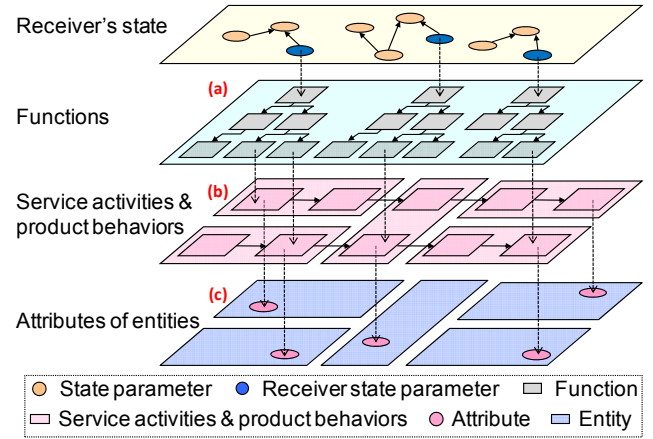 Receiver's state
(a)
Functions
(b)
Service activities &
product behaviors
(c)
Attributes of entities
State parameter Receiver state parameter Function
Service activities & product behaviors Attribute Entity